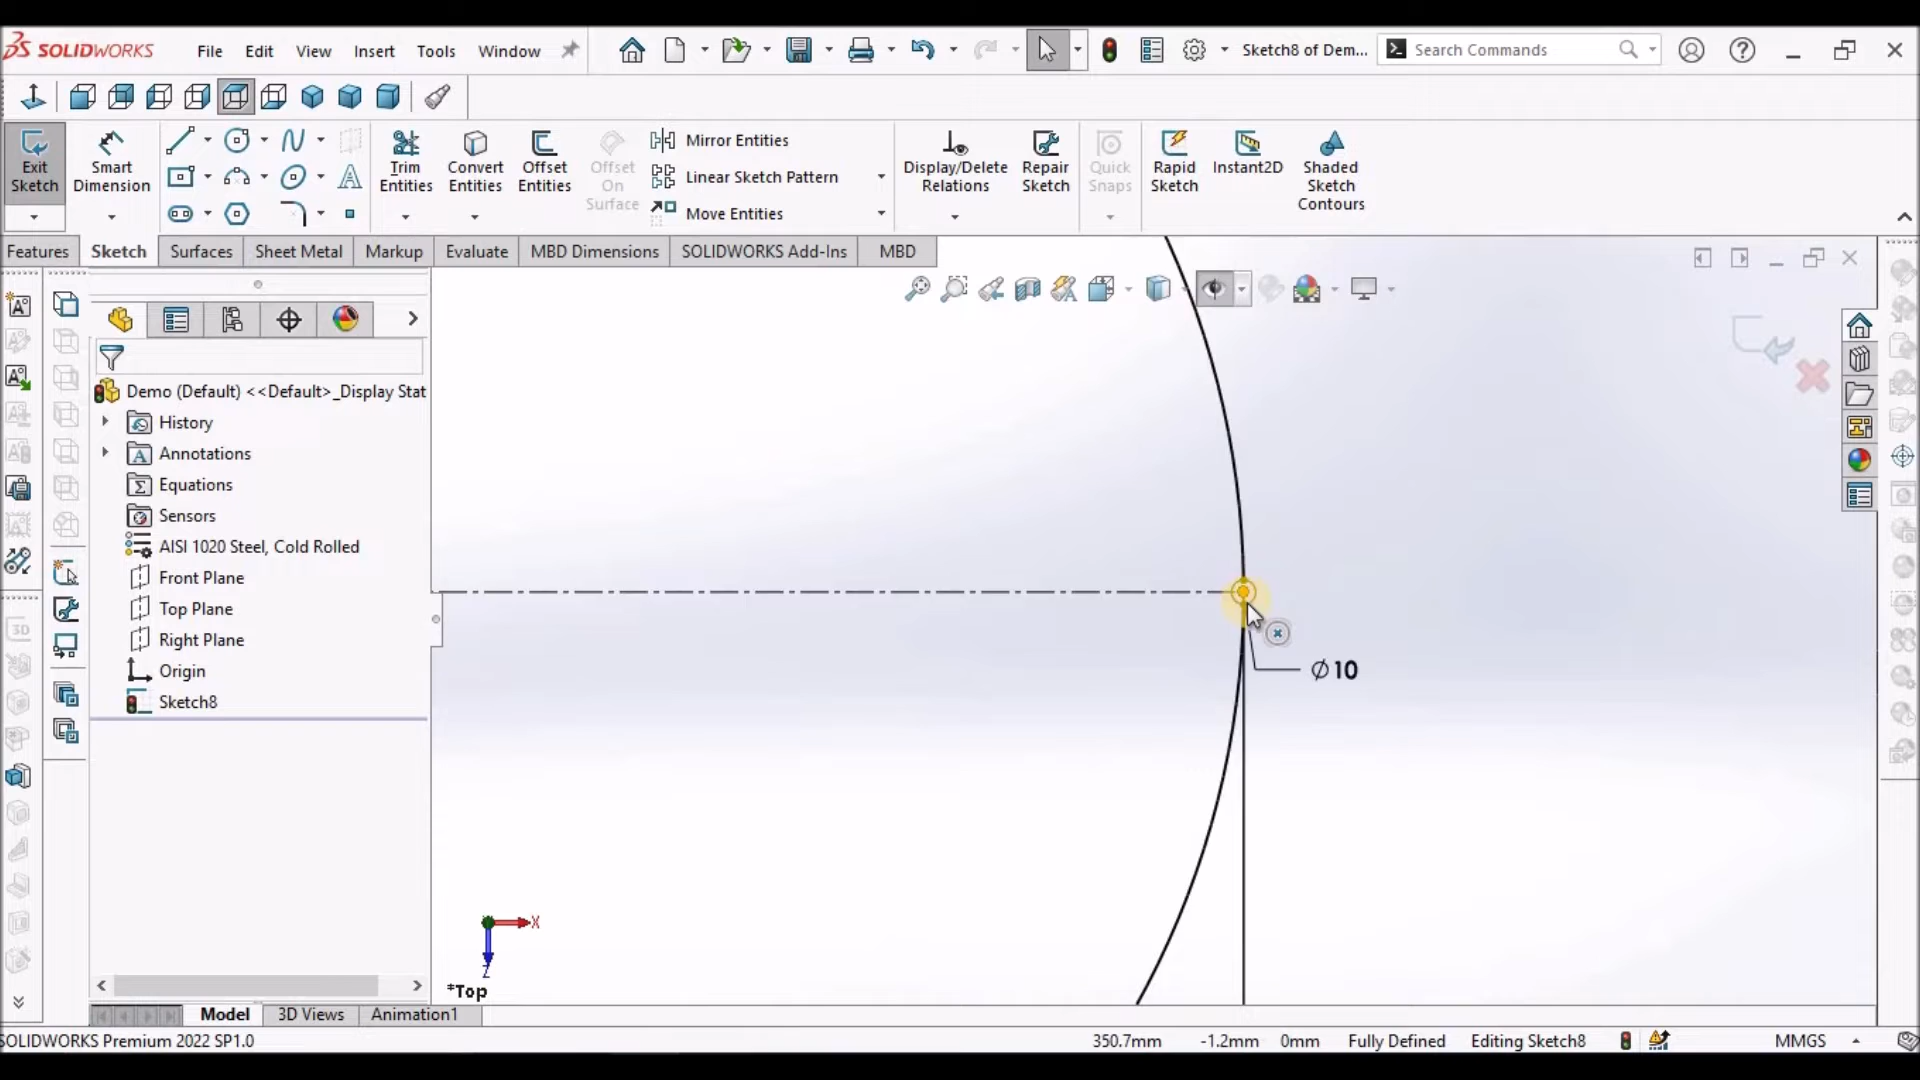 SOLIDWORKS
File Edit View Insert Tools Window
Sketch8 of Dem...
Search Commands
Exit Sketch
Smart Dimension
Trim Entities
Convert Entities
Offset Entities
Offset On Surface
Mirror Entities
Linear Sketch Pattern
Move Entities
Display/Delete Relations
Repair Sketch
Quick Snaps
Rapid Sketch
Instant2D
Shaded Sketch Contours
Features Sketch Surfaces Sheet Metal Markup Evaluate MBD Dimensions SOLIDWORKS Add-Ins MBD
Demo (Default) <<Default>_Display Stat
History
Annotations
Equations
Sensors
AISI 1020 Steel, Cold Rolled
Front Plane
Top Plane
Right Plane
Origin
Sketch8
3D
∅10
X
Z
*Top
Model 3D Views Animation1
SOLIDWORKS Premium 2022 SP1.0
350.7mm -1.2mm 0mm Fully Defined Editing Sketch8 MMGS